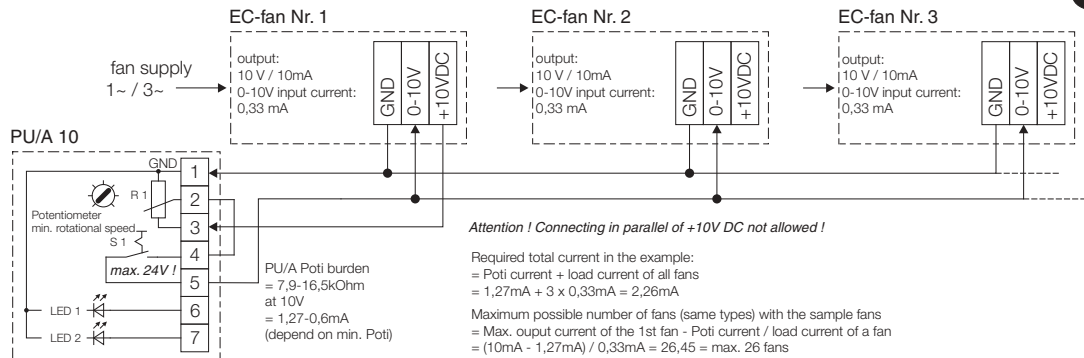 EC-fan Nr. 1
EC-fan Nr. 2
EC-fan Nr. 3
fan supply
1~ / 3~
output:
10 V / 10mA
0-10V input current:
0,33 mA
GND
0-10V
+10VDC
output:
10 V / 10mA
0-10V input current:
0,33 mA
GND
0-10V
+10VDC
output:
10 V / 10mA
0-10V input current:
0,33 mA
GND
0-10V
+10VDC
PU/A 10
GND
1
R 1
2
Potentiometer
min. rotational speed
3
S 1
4
max. 24V !
5
LED 1
6
LED 2
7
PU/A Poti burden
= 7,9-16,5kOhm
at 10V
= 1,27-0,6mA
(depend on min. Poti)
Attention ! Connecting in parallel of +10V DC not allowed !
Required total current in the example:
= Poti current + load current of all fans
= 1,27mA + 3 x 0,33mA = 2,26mA
Maximum possible number of fans (same types) with the sample fans
= Max. ouput current of the 1st fan - Poti current / load current of a fan
= (10mA - 1,27mA) / 0,33mA = 26,45 = max. 26 fans